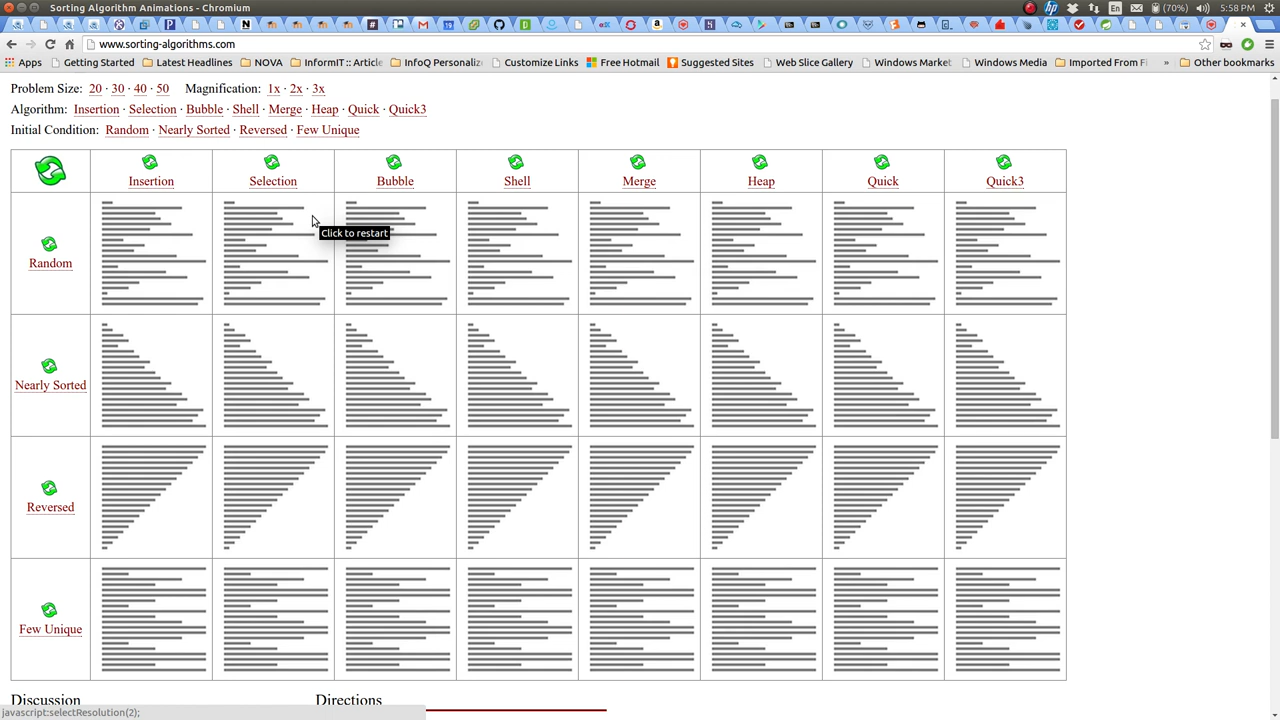 Sorting Algorithm Animations - Chromium
En (70%) 5:58 PM
www.sorting-algorithms.com
Apps Getting Started Latest Headlines NOVA InformIT :: Article InfoQ Personaliz Customize Links Free Hotmail Suggested Sites Web Slice Gallery Windows Market Windows Media Imported From Fi » Other bookmarks
Problem Size: 20 · 30 · 40 · 50 Magnification: 1x · 2x · 3x
Algorithm: Insertion · Selection · Bubble · Shell · Merge · Heap · Quick · Quick3
Initial Condition: Random · Nearly Sorted · Reversed · Few Unique
Insertion Selection Bubble Shell Merge Heap Quick Quick3
Click to restart
Random
Nearly Sorted
Reversed
Few Unique
Discussion Directions
javascript:selectResolution(2);